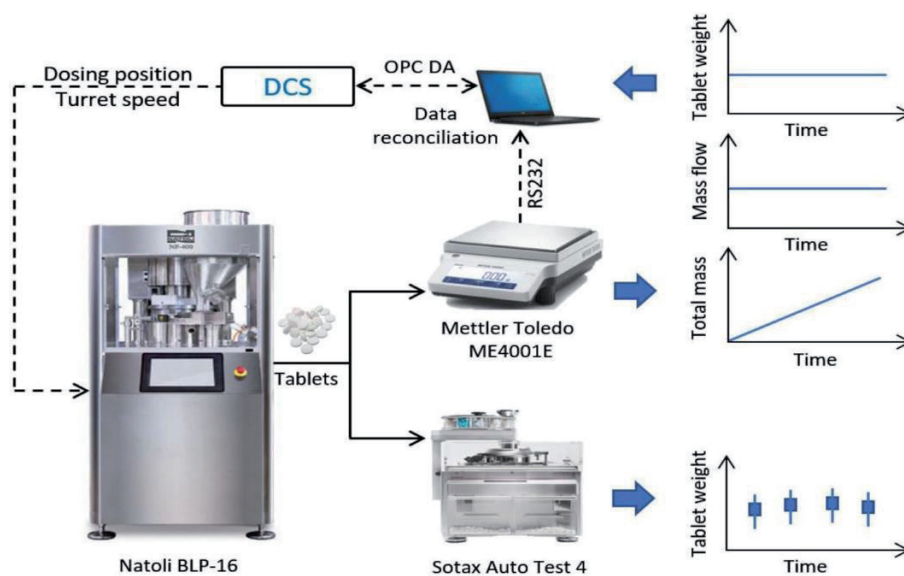 Dosing position
Turret speed
DCS
OPC DA
Data
reconciliation
RS232
Tablet weight
Time
Mass flow
Time
Total mass
Time
Mettler Toledo
ME4001E
Tablets
Natoli BLP-16
Sotax Auto Test 4
Tablet weight
Time